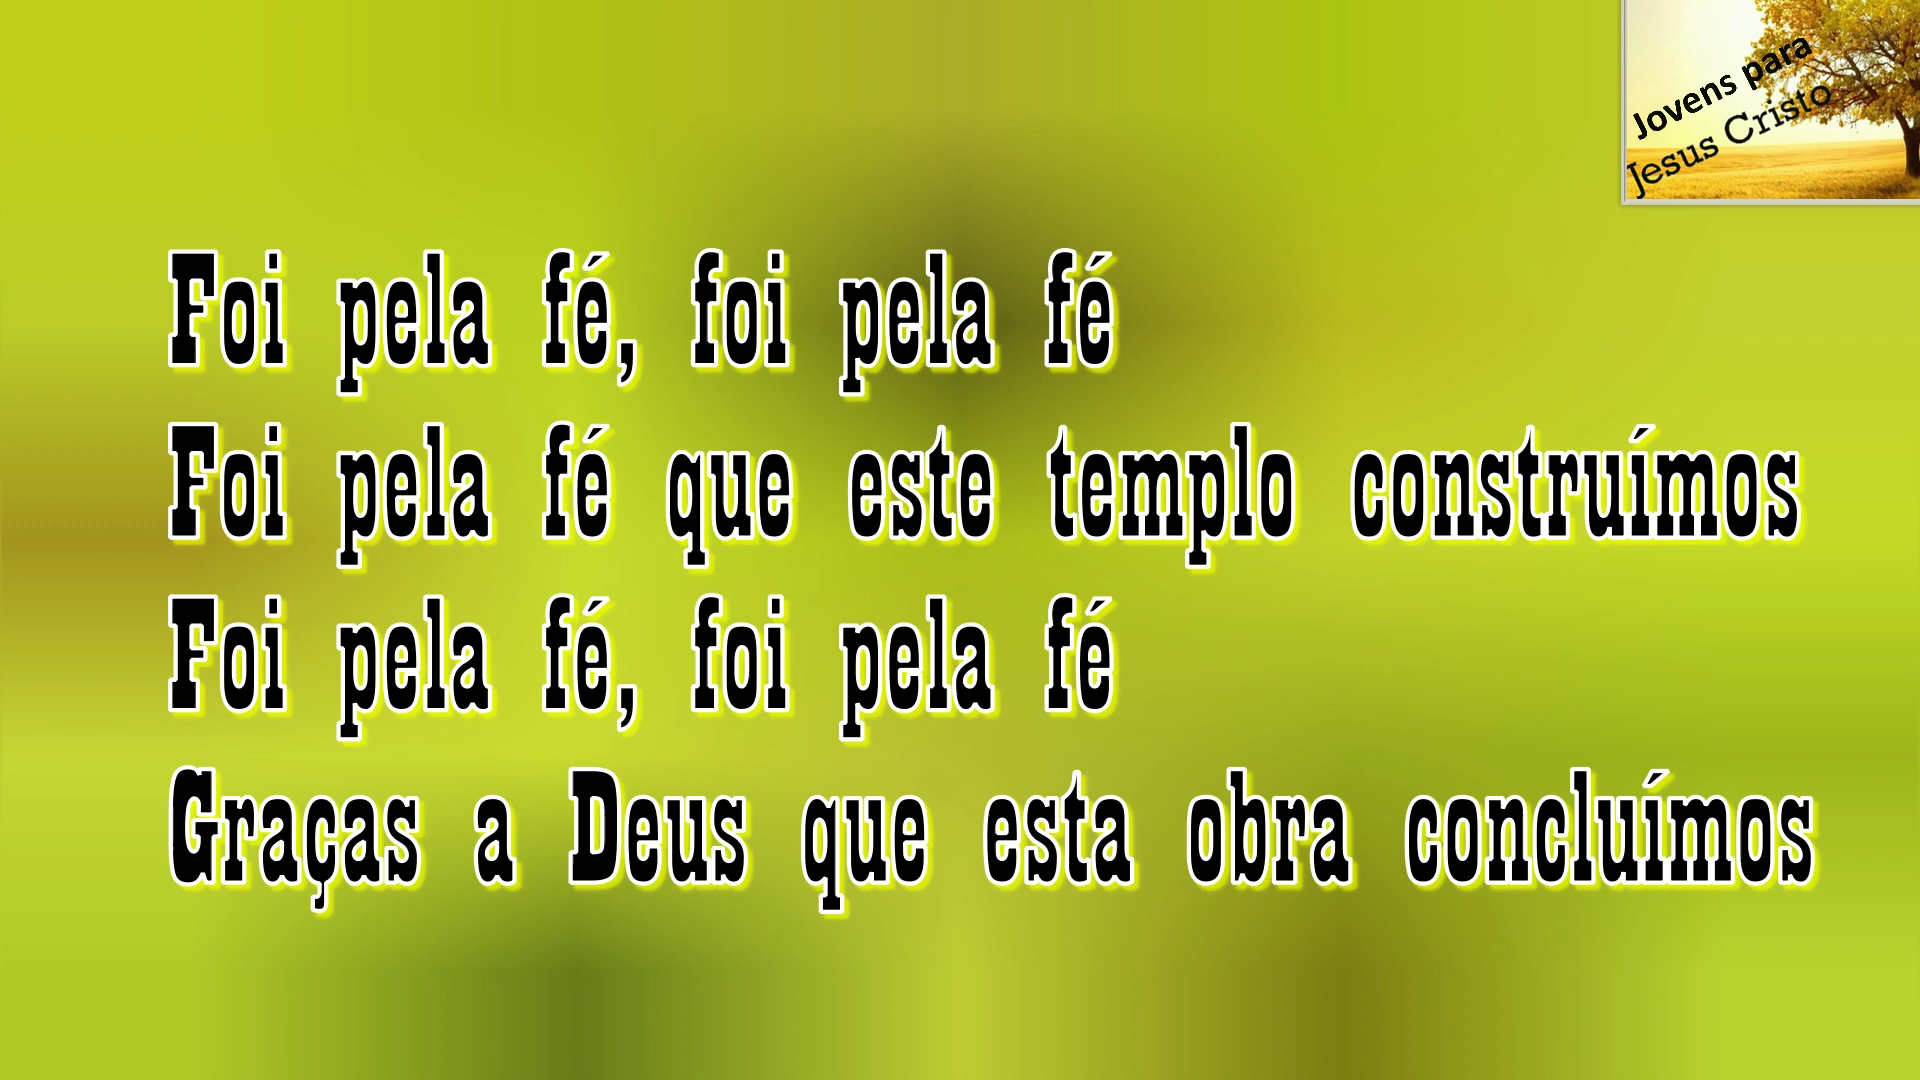 Jovens para
Jesus Cristo
Foi pela fé, foi pela fé
Foi pela fé que este templo construímos
Foi pela fé, foi pela fé
Graças a Deus que esta obra concluímos